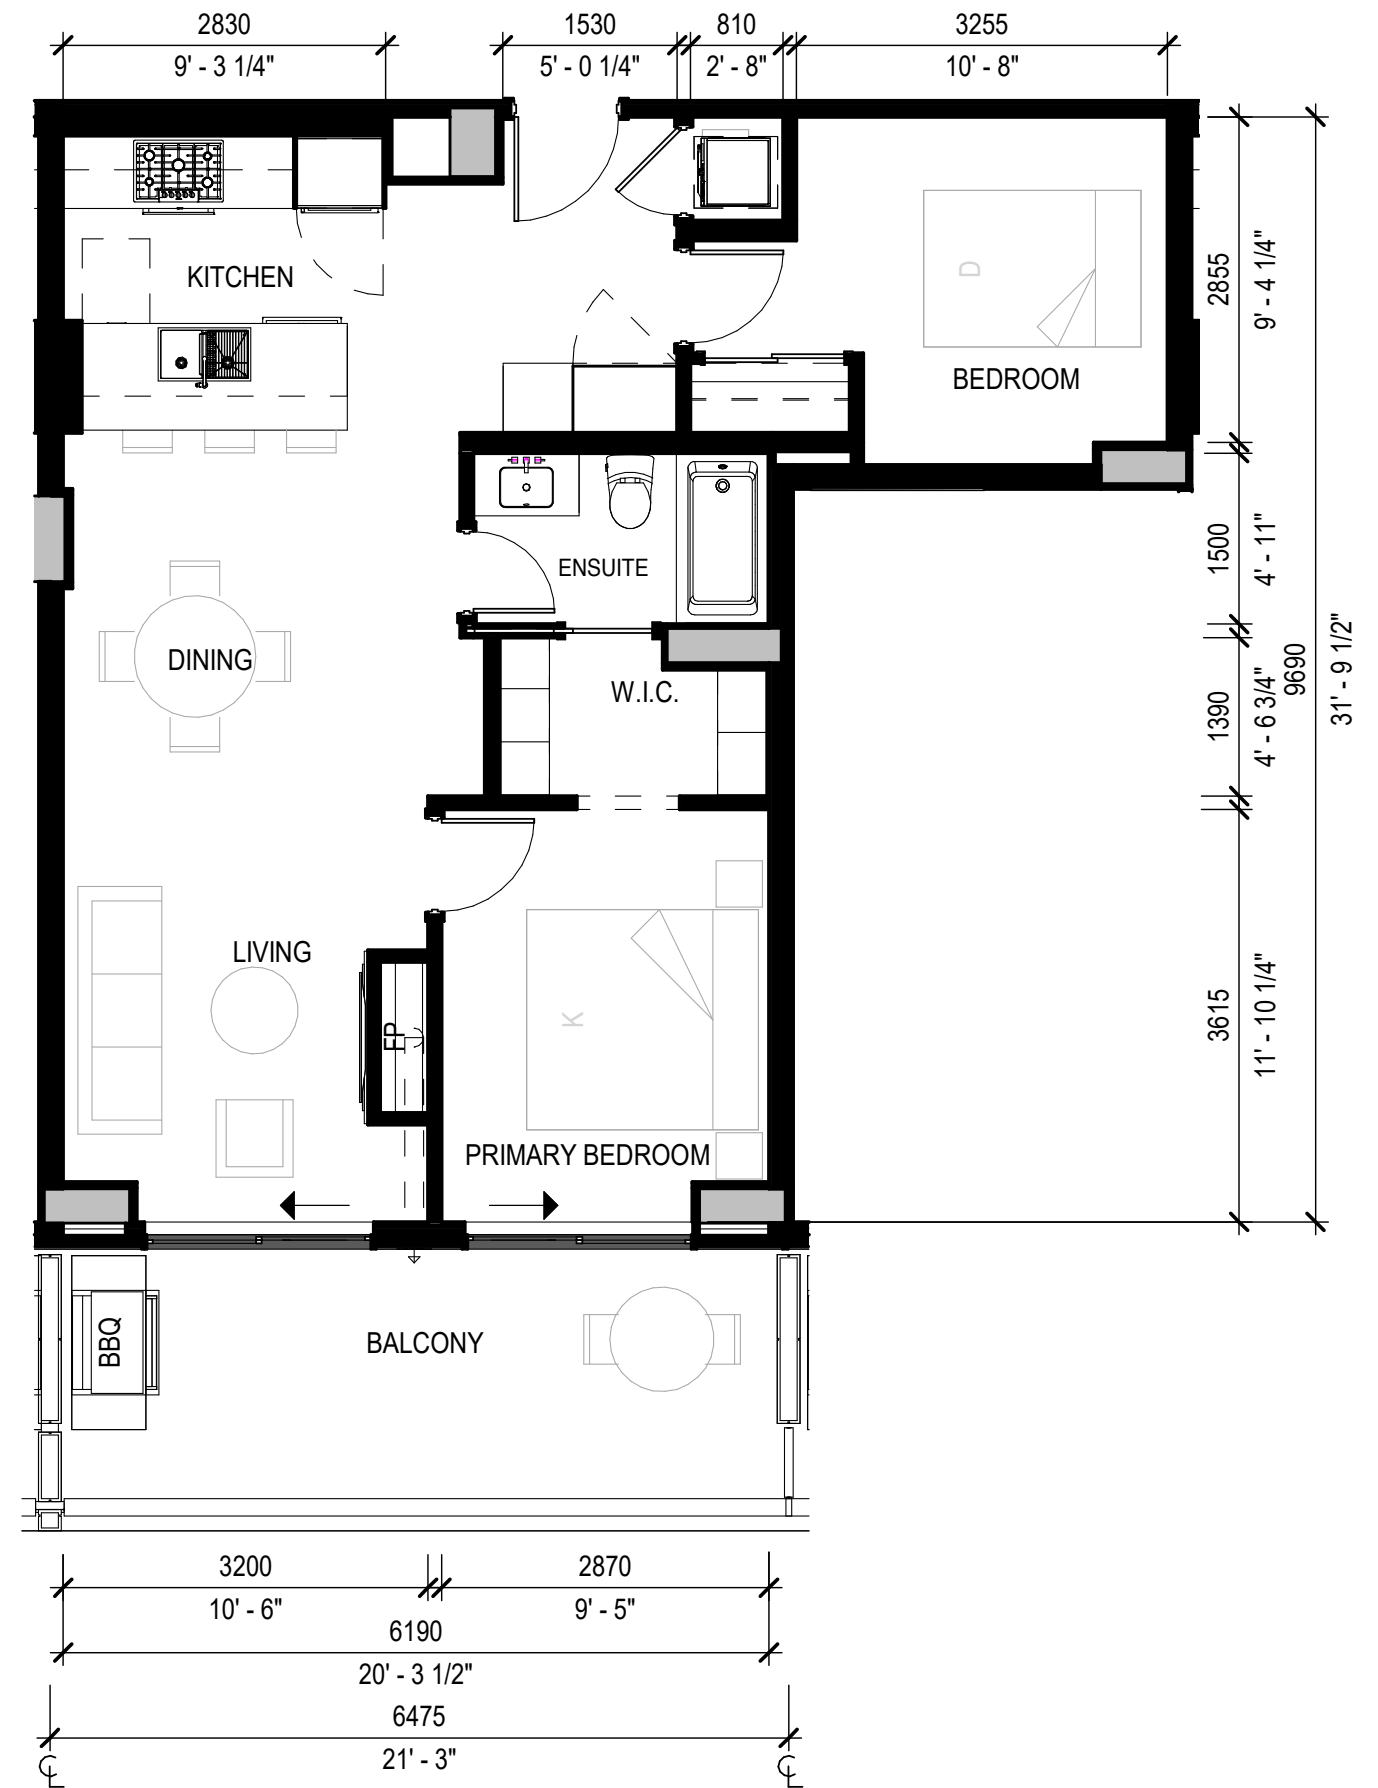 2830
9' - 3 1/4"
1530
5' - 0 1/4"
810
2' - 8"
3255
10' - 8"
KITCHEN
D
BEDROOM
2855
9' - 4 1/4"
ENSUITE
1500
4' - 11"
DINING
W.I.C.
1390
4' - 6 3/4"
9690
31' - 9 1/2"
LIVING
FP
K
3615
11' - 10 1/4"
PRIMARY BEDROOM
BBQ
BALCONY
3200
10' - 6"
2870
9' - 5"
6190
20' - 3 1/2"
6475
21' - 3"
CL
CL